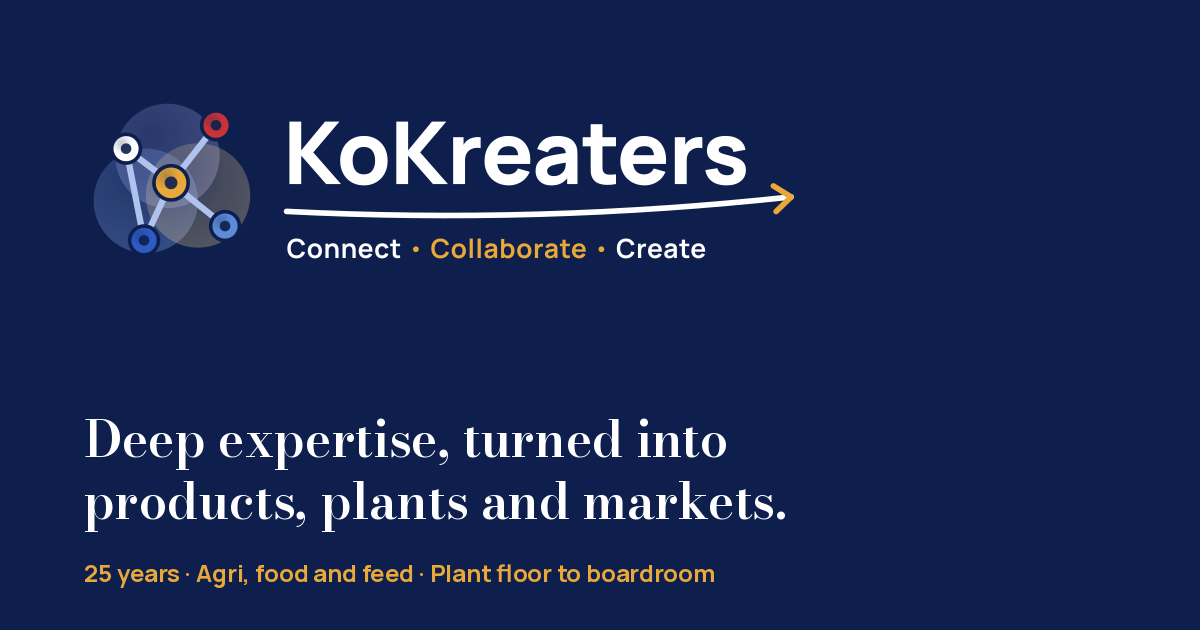 KoKreaters
Connect • Collaborate • Create
Deep expertise, turned into
products, plants and markets.
25 years · Agri, food and feed · Plant floor to boardroom